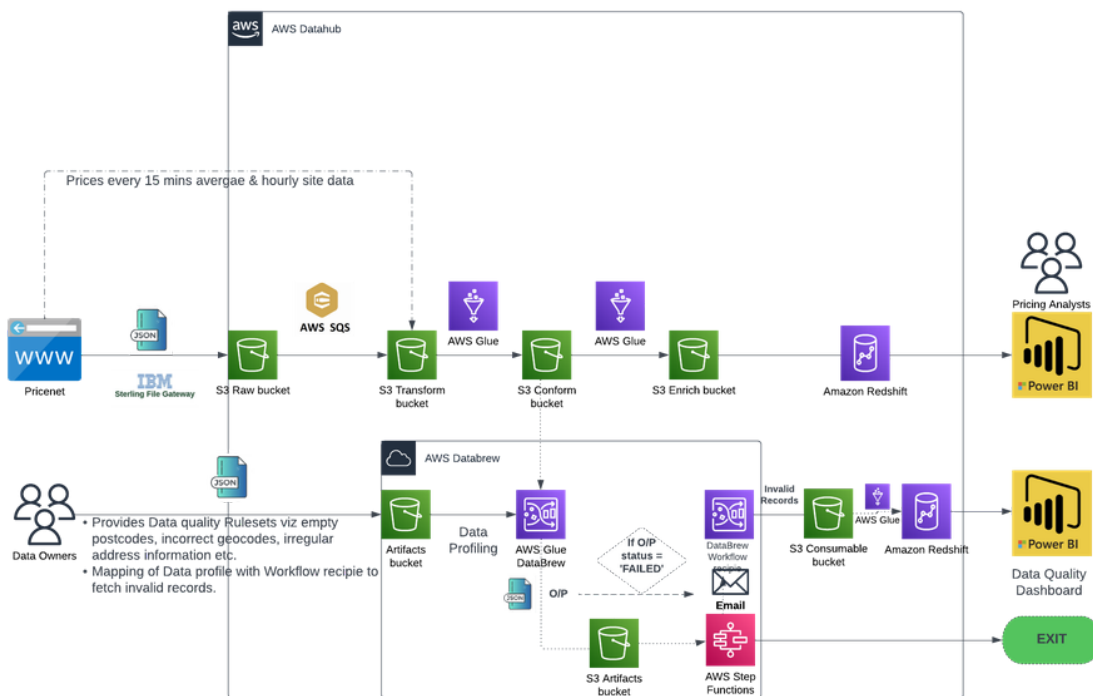 aws
AWS Datahub
Prices every 15 mins avergae & hourly site data
Pricing Analysts
AWS SQS
AWS Glue
AWS Glue
JSON
WWW
IBM
Sterling File Gateway
Pricenet
S3 Raw bucket
S3 Transform
bucket
S3 Conform
bucket
S3 Enrich bucket
Amazon Redshift
Power BI
AWS Databrew
JSON
Data Owners
• Provides Data quality Rulesets viz empty
postcodes, incorrect geocodes, irregular
address information etc.
• Mapping of Data profile with Workflow recipie to
fetch invalid records.
Artifacts
bucket
Data
Profiling
AWS Glue
DataBrew
If O/P
status =
'FAILED'
DataBrew
Workflow
recipie
Invalid
Records
S3 Consumable
bucket
AWS Glue
Amazon Redshift
Power BI
Data Quality
Dashboard
O/P
Email
S3 Artifacts
bucket
AWS Step
Functions
EXIT